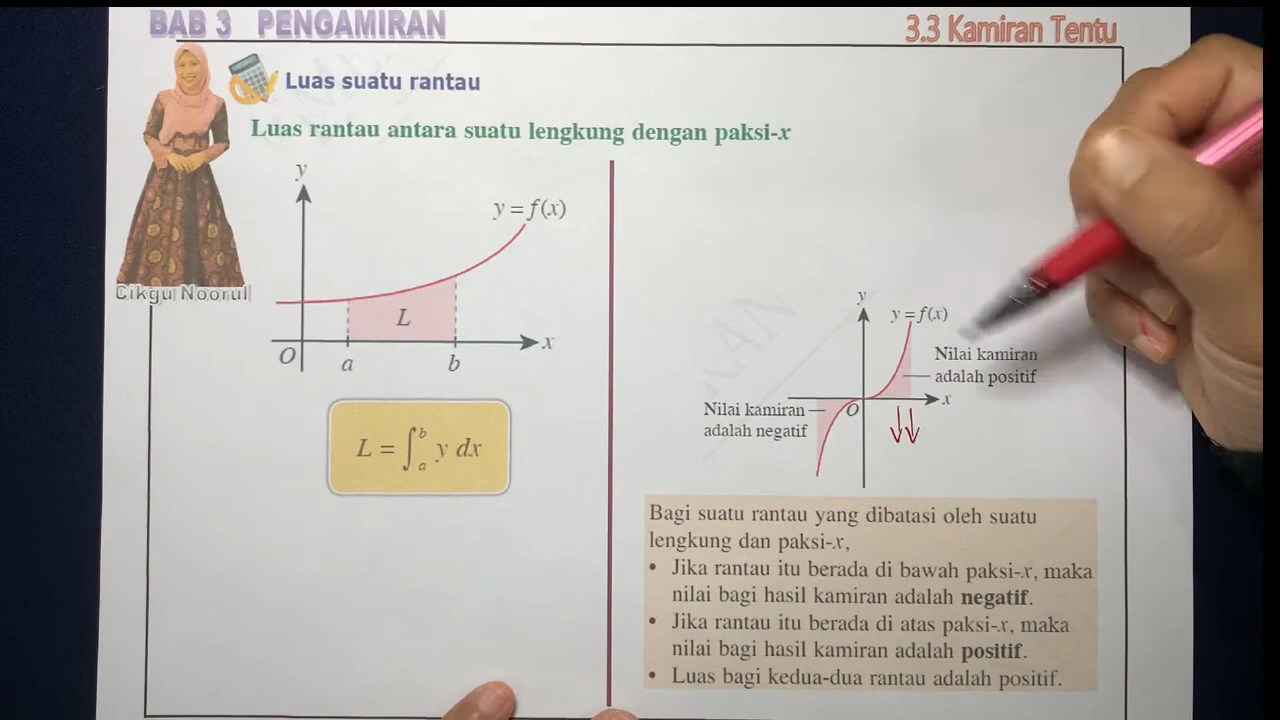 BAB 3 PENGAMIRAN
3.3 Kamiran Tentu
Luas suatu rantau
Luas rantau antara suatu lengkung dengan paksi-x
Cikgu Noorul
y
y = f(x)
L
O
a
b
x
L = ∫_a^b y dx
y
y = f(x)
Nilai kamiran
adalah positif
x
O
Nilai kamiran
adalah negatif
Bagi suatu rantau yang dibatasi oleh suatu
lengkung dan paksi-x,
• Jika rantau itu berada di bawah paksi-x, maka
nilai bagi hasil kamiran adalah negatif.
• Jika rantau itu berada di atas paksi-x, maka
nilai bagi hasil kamiran adalah positif.
• Luas bagi kedua-dua rantau adalah positif.